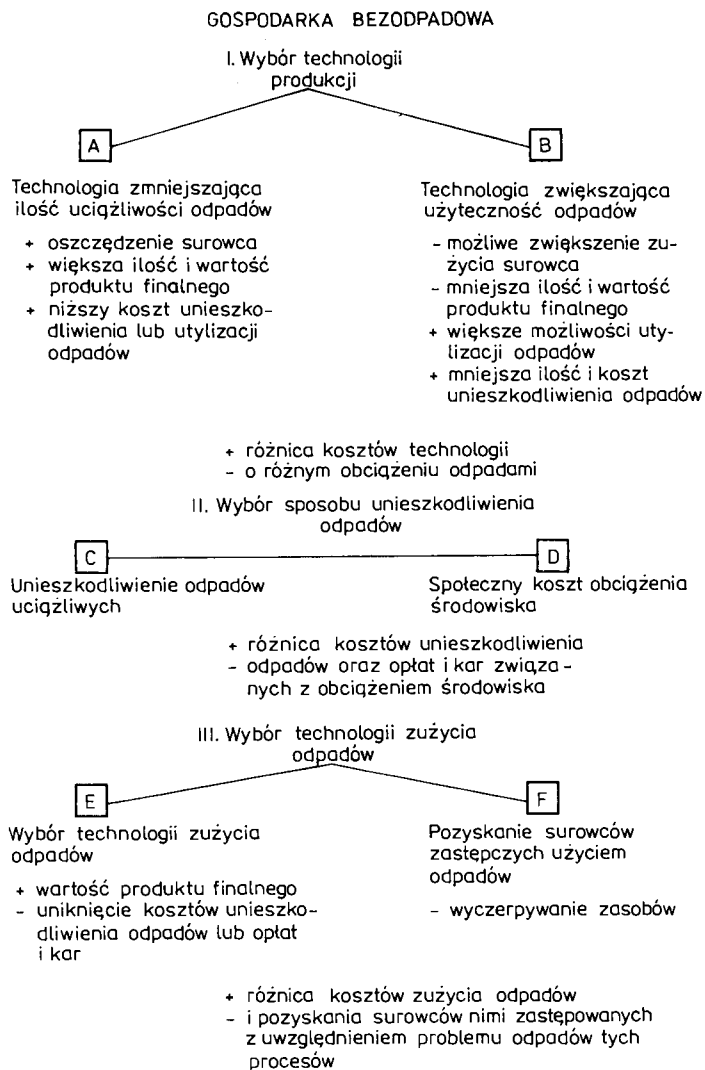 GOSPODARKA BEZODPADOWA
I. Wybór technologii
produkcji
A
B
Technologia zmniejszająca
ilość uciążliwości odpadów
+ oszczędzenie surowca
+ większa ilość i wartość
produktu finalnego
+ niższy koszt unieszko-
dliwienia lub utylizacji
odpadów
Technologia zwiększająca
użyteczność odpadów
- możliwe zwiększenie zu-
życia surowca
- mniejsza ilość i wartość
produktu finalnego
+ większe możliwości uty-
lizacji odpadów
+ mniejsza ilość i koszt
unieszkodliwienia odpadów
+ różnica kosztów technologii
- o różnym obciążeniu odpadami
II. Wybór sposobu unieszkodliwienia
odpadów
C
D
Unieszkodliwienie odpadów
uciążliwych
Społeczny koszt obciążenia
środowiska
+ różnica kosztów unieszkodliwienia
- odpadów oraz opłat i kar związa-
nych z obciążeniem środowiska
III. Wybór technologii zużycia
odpadów
E
F
Wybór technologii zużycia
odpadów
+ wartość produktu finalnego
- uniknięcie kosztów unieszko-
dliwienia odpadów lub opłat
i kar
Pozyskanie surowców
zastępczych użyciem
odpadów
- wyczerpywanie zasobów
+ różnica kosztów zużycia odpadów
- i pozyskania surowców nimi zastępowanych
z uwzględnieniem problemu odpadów tych
procesów